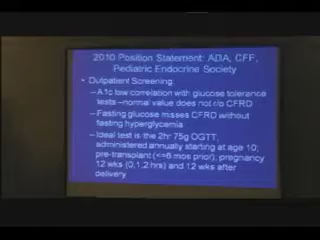 2010 Position Statement: ADA, CFF,
Pediatric Endocrine Society
• Outpatient Screening:
– A1c low correlation with glucose tolerance
tests –normal value does not r/o CFRD
– Fasting glucose misses CFRD without
fasting hyperglycemia
– Ideal test is the 2hr 75g OGTT,
administered annually starting at age 10;
pre-transplant (<=6 mos prior), pregnancy
12 wks (0,1,2 hrs) and 12 wks after
delivery